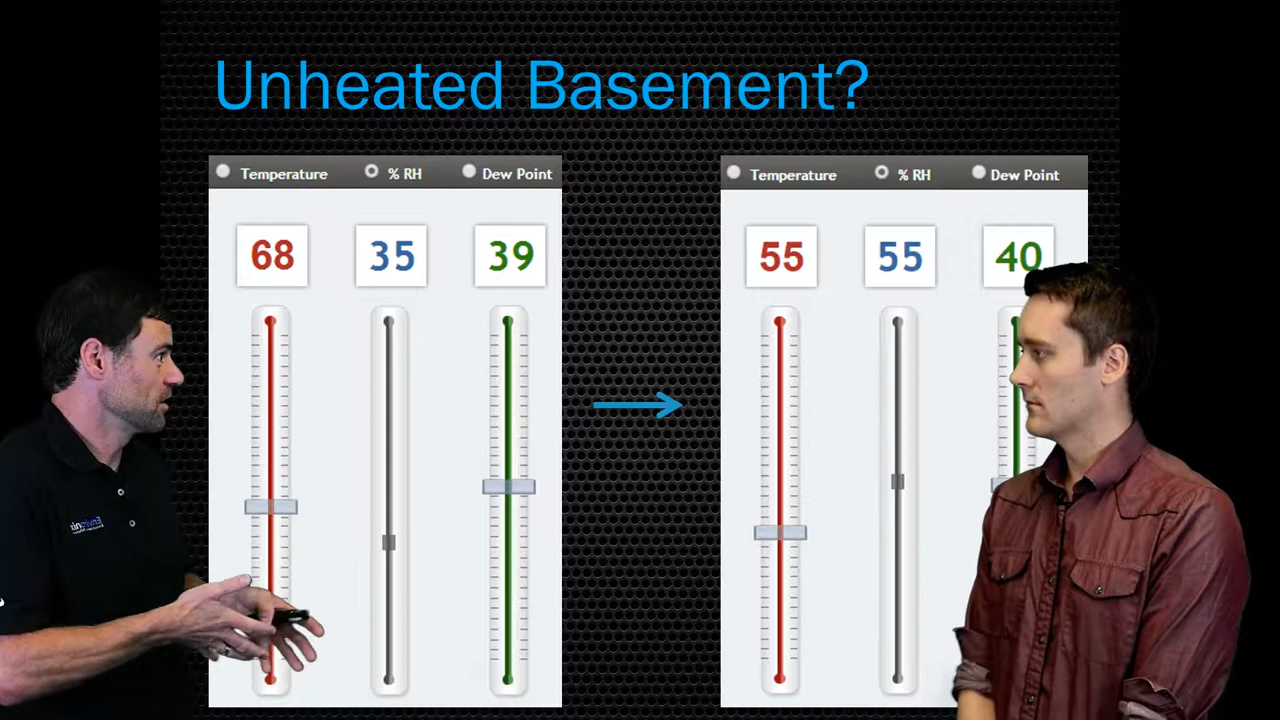 Unheated Basement?
Temperature % RH Dew Point
68 35 39
Temperature % RH Dew Point
55 55 40